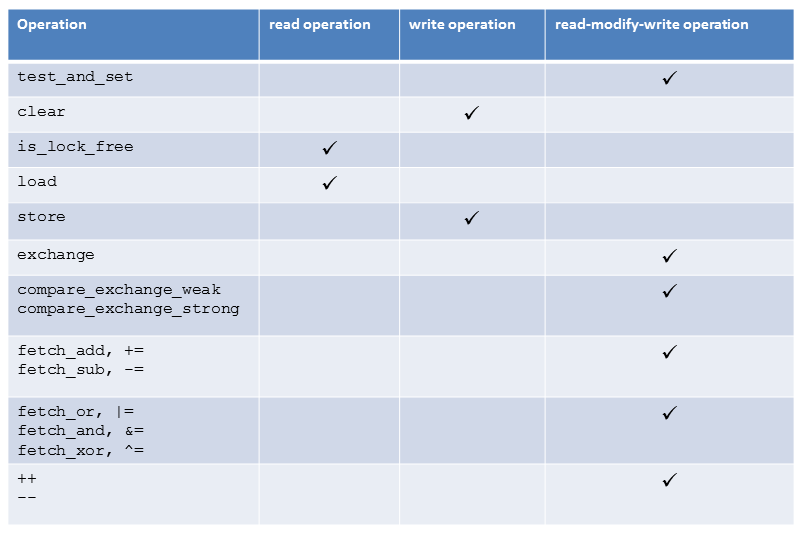 Operation read operation write operation read-modify-write operation
test_and_set ✓
clear ✓
is_lock_free ✓
load ✓
store ✓
exchange ✓
compare_exchange_weak ✓
compare_exchange_strong
fetch_add, += ✓
fetch_sub, -=
fetch_or, |= ✓
fetch_and, &=
fetch_xor, ^=
++ ✓
--